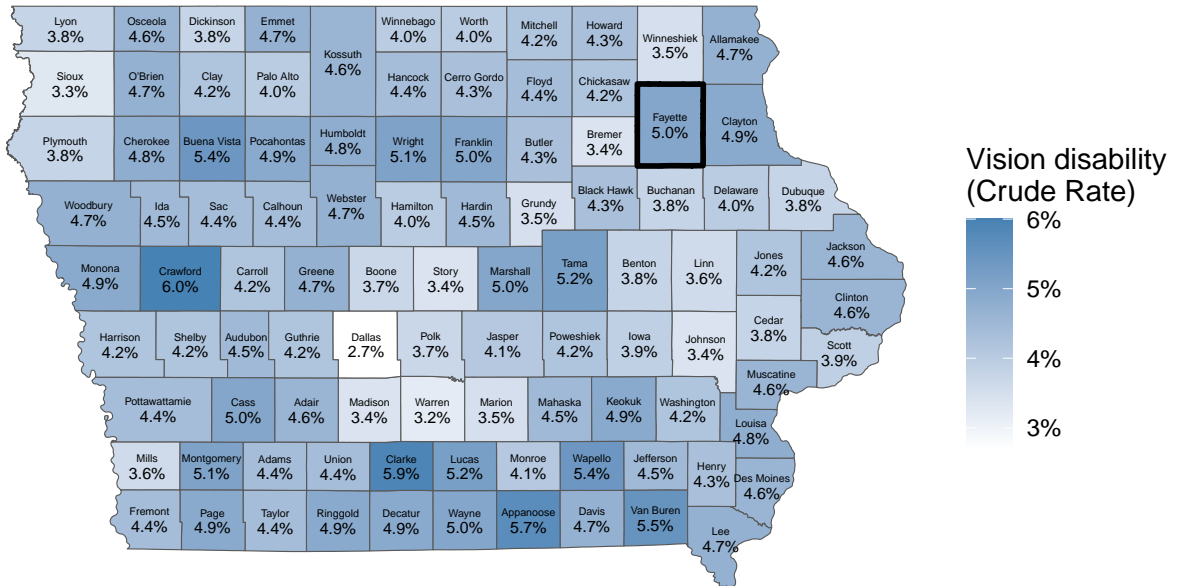 Lyon
3.8%
Osceola
4.6%
Dickinson
3.8%
Emmet
4.7%
Kossuth
4.6%
Winnebago
4.0%
Worth
4.0%
Mitchell
4.2%
Howard
4.3%
Winneshiek
3.5%
Allamakee
4.7%
Sioux
3.3%
O'Brien
4.7%
Clay
4.2%
Palo Alto
4.0%
Hancock
4.4%
Cerro Gordo
4.3%
Floyd
4.4%
Chickasaw
4.2%
Fayette
5.0%
Clayton
4.9%
Plymouth
3.8%
Cherokee
4.8%
Buena Vista
5.4%
Pocahontas
4.9%
Humboldt
4.8%
Wright
5.1%
Franklin
5.0%
Butler
4.3%
Bremer
3.4%
Woodbury
4.7%
Ida
4.5%
Sac
4.4%
Calhoun
4.4%
Webster
4.7%
Hamilton
4.0%
Hardin
4.5%
Grundy
3.5%
Black Hawk
4.3%
Buchanan
3.8%
Delaware
4.0%
Dubuque
3.8%
Monona
4.9%
Crawford
6.0%
Carroll
4.2%
Greene
4.7%
Boone
3.7%
Story
3.4%
Marshall
5.0%
Tama
5.2%
Benton
3.8%
Linn
3.6%
Jones
4.2%
Jackson
4.6%
Clinton
4.6%
Harrison
4.2%
Shelby
4.2%
Audubon
4.5%
Guthrie
4.2%
Dallas
2.7%
Polk
3.7%
Jasper
4.1%
Poweshiek
4.2%
Iowa
3.9%
Johnson
3.4%
Cedar
3.8%
Scott
3.9%
Muscatine
4.6%
Pottawattamie
4.4%
Cass
5.0%
Adair
4.6%
Madison
3.4%
Warren
3.2%
Marion
3.5%
Mahaska
4.5%
Keokuk
4.9%
Washington
4.2%
Louisa
4.8%
Mills
3.6%
Montgomery
5.1%
Adams
4.4%
Union
4.4%
Clarke
5.9%
Lucas
5.2%
Monroe
4.1%
Wapello
5.4%
Jefferson
4.5%
Henry
4.3%
Des Moines
4.6%
Fremont
4.4%
Page
4.9%
Taylor
4.4%
Ringgold
4.9%
Decatur
4.9%
Wayne
5.0%
Appanoose
5.7%
Davis
4.7%
Van Buren
5.5%
Lee
4.7%
Vision disability
(Crude Rate)
6%
5%
4%
3%